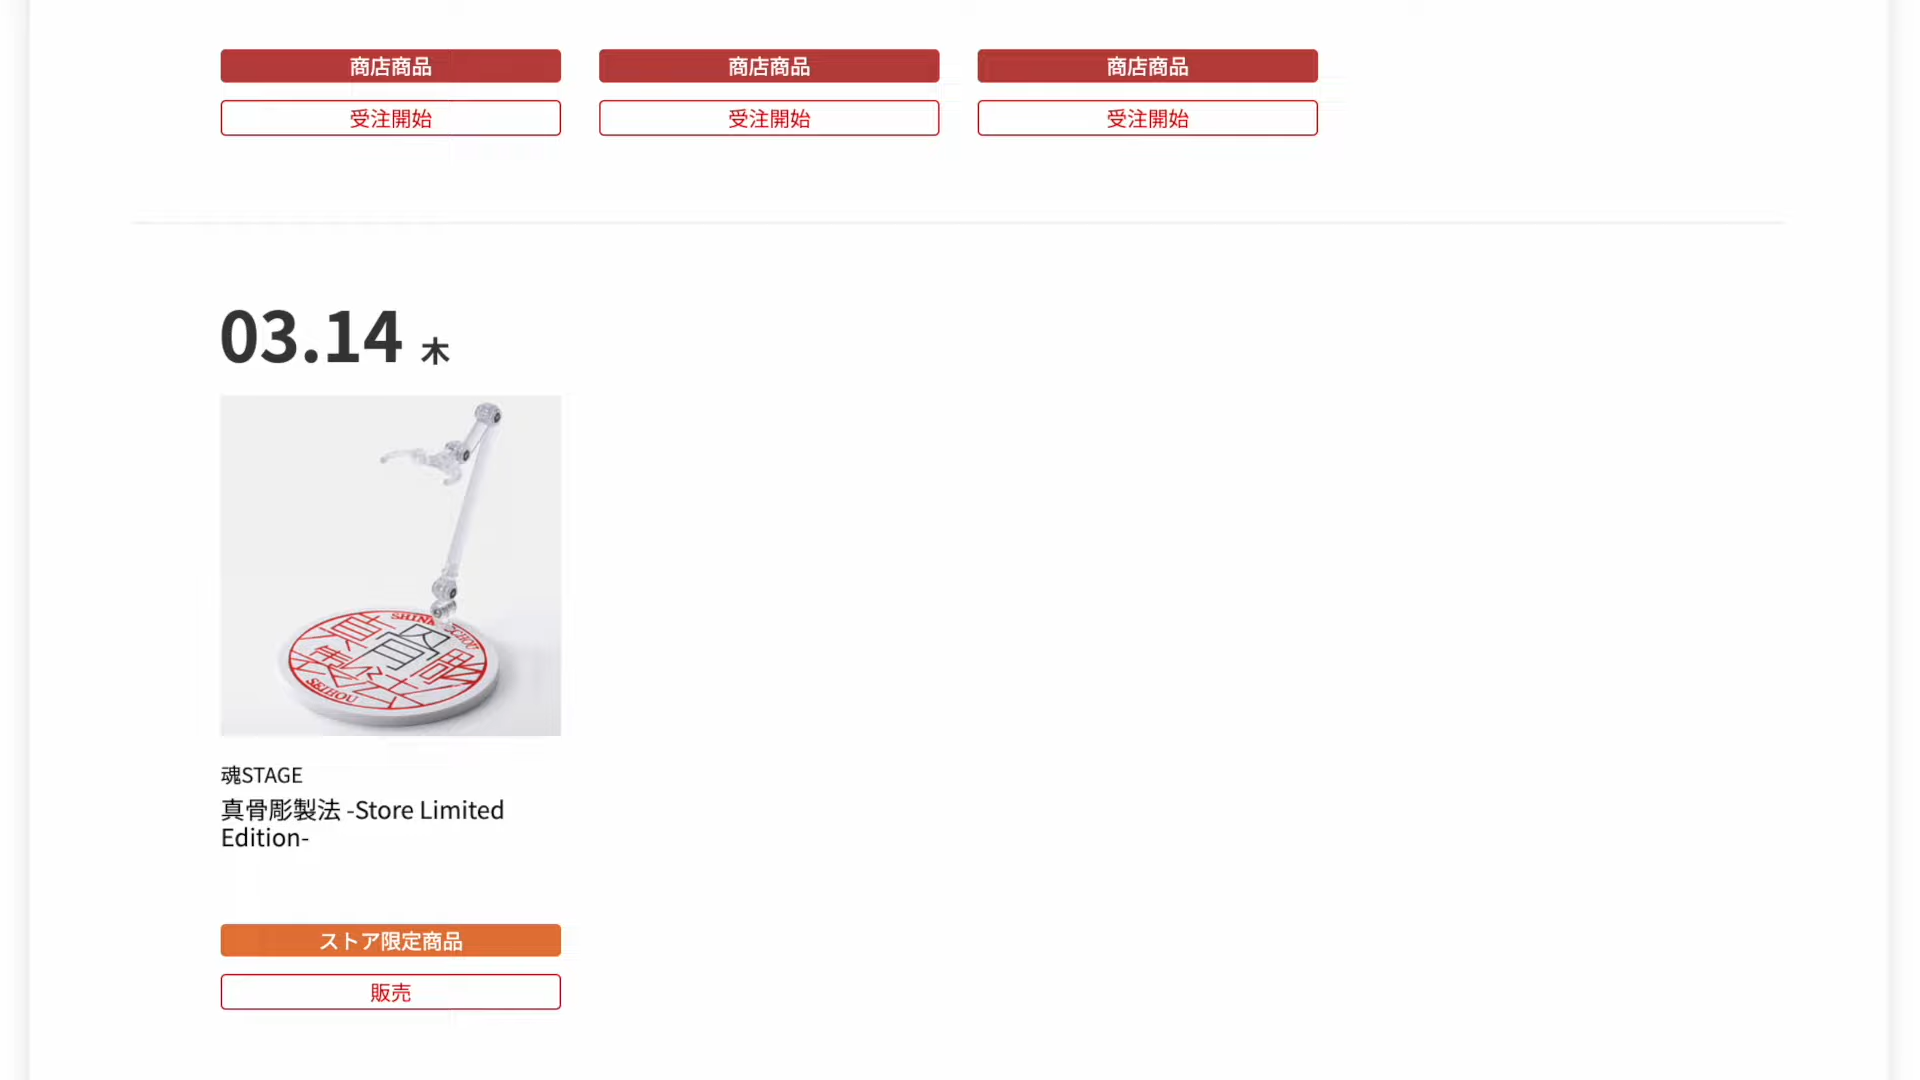 商店商品 商店商品 商店商品
受注開始 受注開始 受注開始
03.14 木
SEIHOU
魂STAGE
真骨彫製法 -Store Limited
Edition-
ストア限定商品
販売